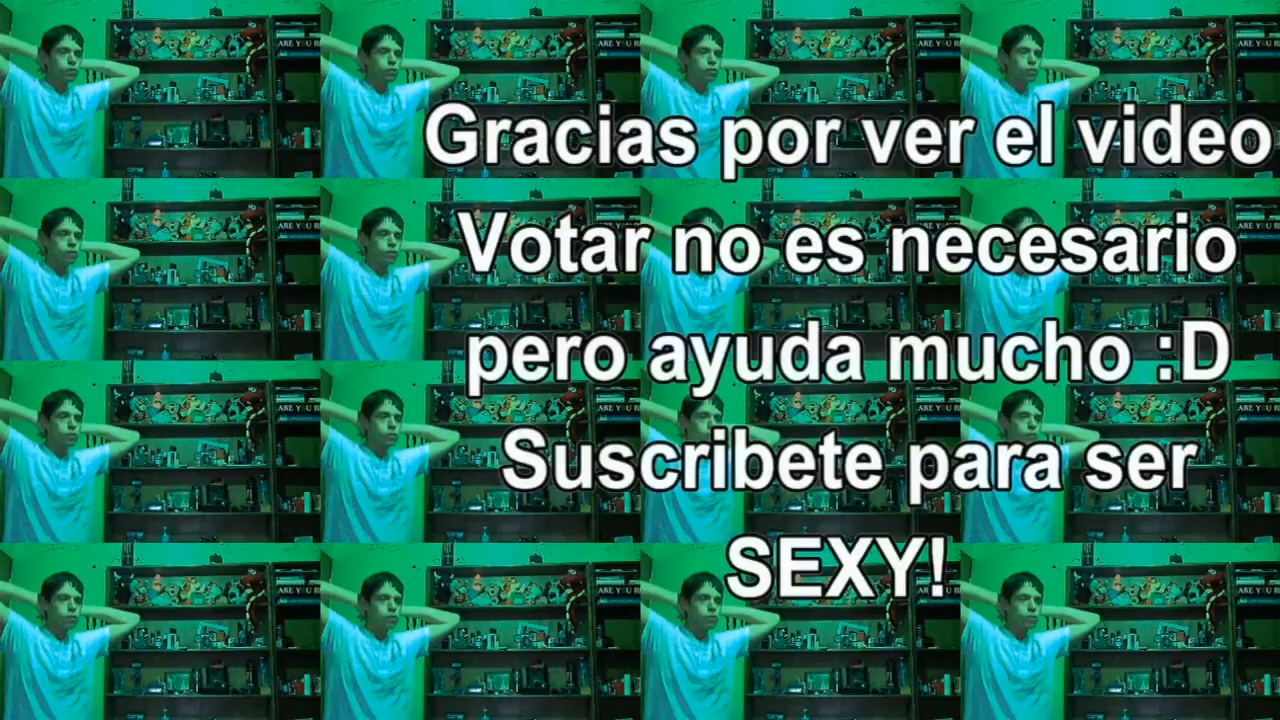 Gracias por ver el video
Votar no es necesario
pero ayuda mucho :D
Suscribete para ser
SEXY!